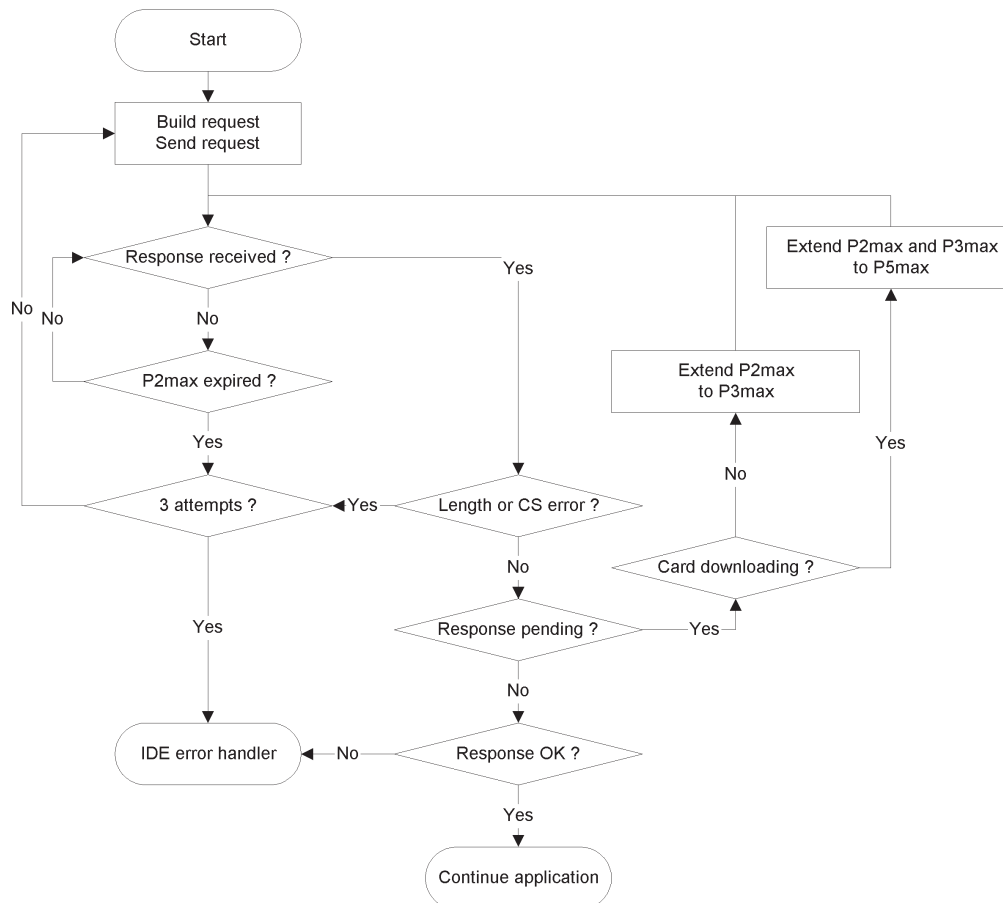 Start
Build request
Send request
Response received ?
Yes
Extend P2max and P3max
to P5max
No
No
No
P2max expired ?
Extend P2max
to P3max
Yes
Yes
No
3 attempts ?
Yes
Length or CS error ?
No
Card downloading ?
Yes
Response pending ?
Yes
No
IDE error handler
No
Response OK ?
Yes
Continue application